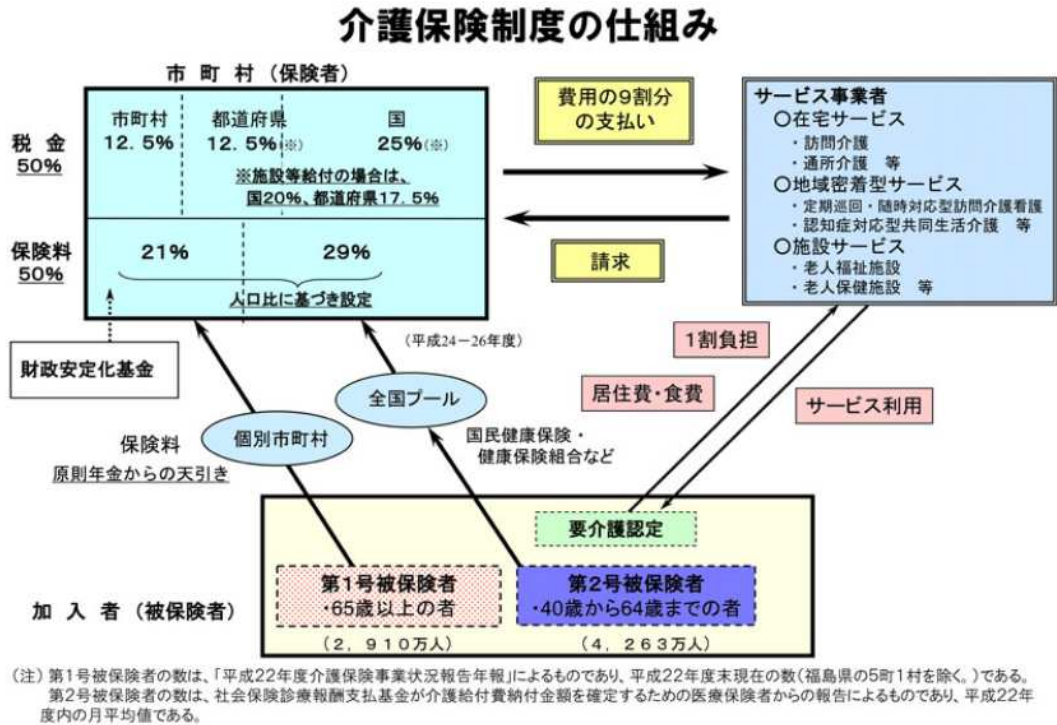 介護保険制度の仕組み
市 町 村 (保険者)
税 金
50%
市町村
12.5%
都道府県
12.5%(※)
国
25%(※)
※施設等給付の場合は、
国20%、都道府県17.5%
保険料
50%
21%
29%
人口比に基づき設定
財政安定化基金
費用の9割分
の支払い
請求
サービス事業者
○在宅サービス
・訪問介護
・通所介護 等
○地域密着型サービス
・定期巡回・随時対応型訪問介護看護
・認知症対応型共同生活介護 等
○施設サービス
・老人福祉施設
・老人保健施設 等
(平成24-26年度)
1割負担
居住費・食費
サービス利用
全国プール
個別市町村
保険料
原則年金からの天引き
国民健康保険・
健康保険組合など
要介護認定
加 入 者 (被保険者)
第1号被保険者
・65歳以上の者
(2,910万人)
第2号被保険者
・40歳から64歳までの者
(4,263万人)
(注) 第1号被保険者の数は、「平成22年度介護保険事業状況報告年報」によるものであり、平成22年度末現在の数(福島県の5町1村を除く。)である。
第2号被保険者の数は、社会保険診療報酬支払基金が介護給付費納付金額を確定するための医療保険者からの報告によるものであり、平成22年
度内の月平均値である。